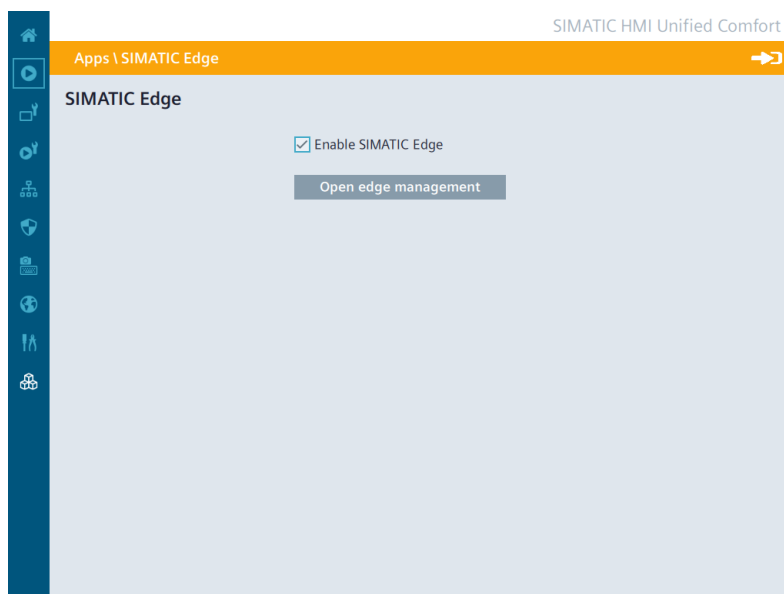 SIMATIC HMI Unified Comfort
Apps \ SIMATIC Edge
SIMATIC Edge
Enable SIMATIC Edge
Open edge management